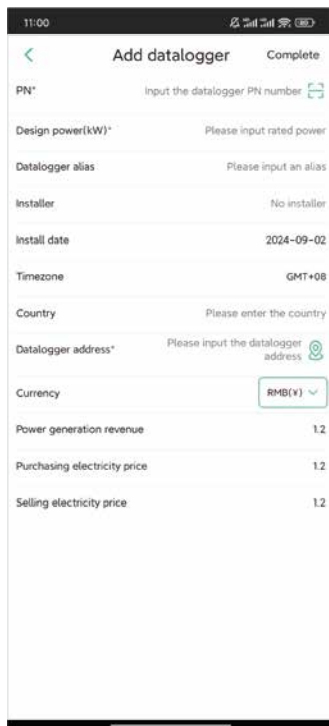 11:00
Add datalogger Complete
PN* Input the datalogger PN number
Design power(kW)* Please input rated power
Datalogger alias Please input an alias
Installer No installer
Install date 2024-09-02
Timezone GMT+08
Country Please enter the country
Datalogger address* Please input the datalogger
address
Currency RMB(¥)
Power generation revenue 1.2
Purchasing electricity price 1.2
Selling electricity price 1.2